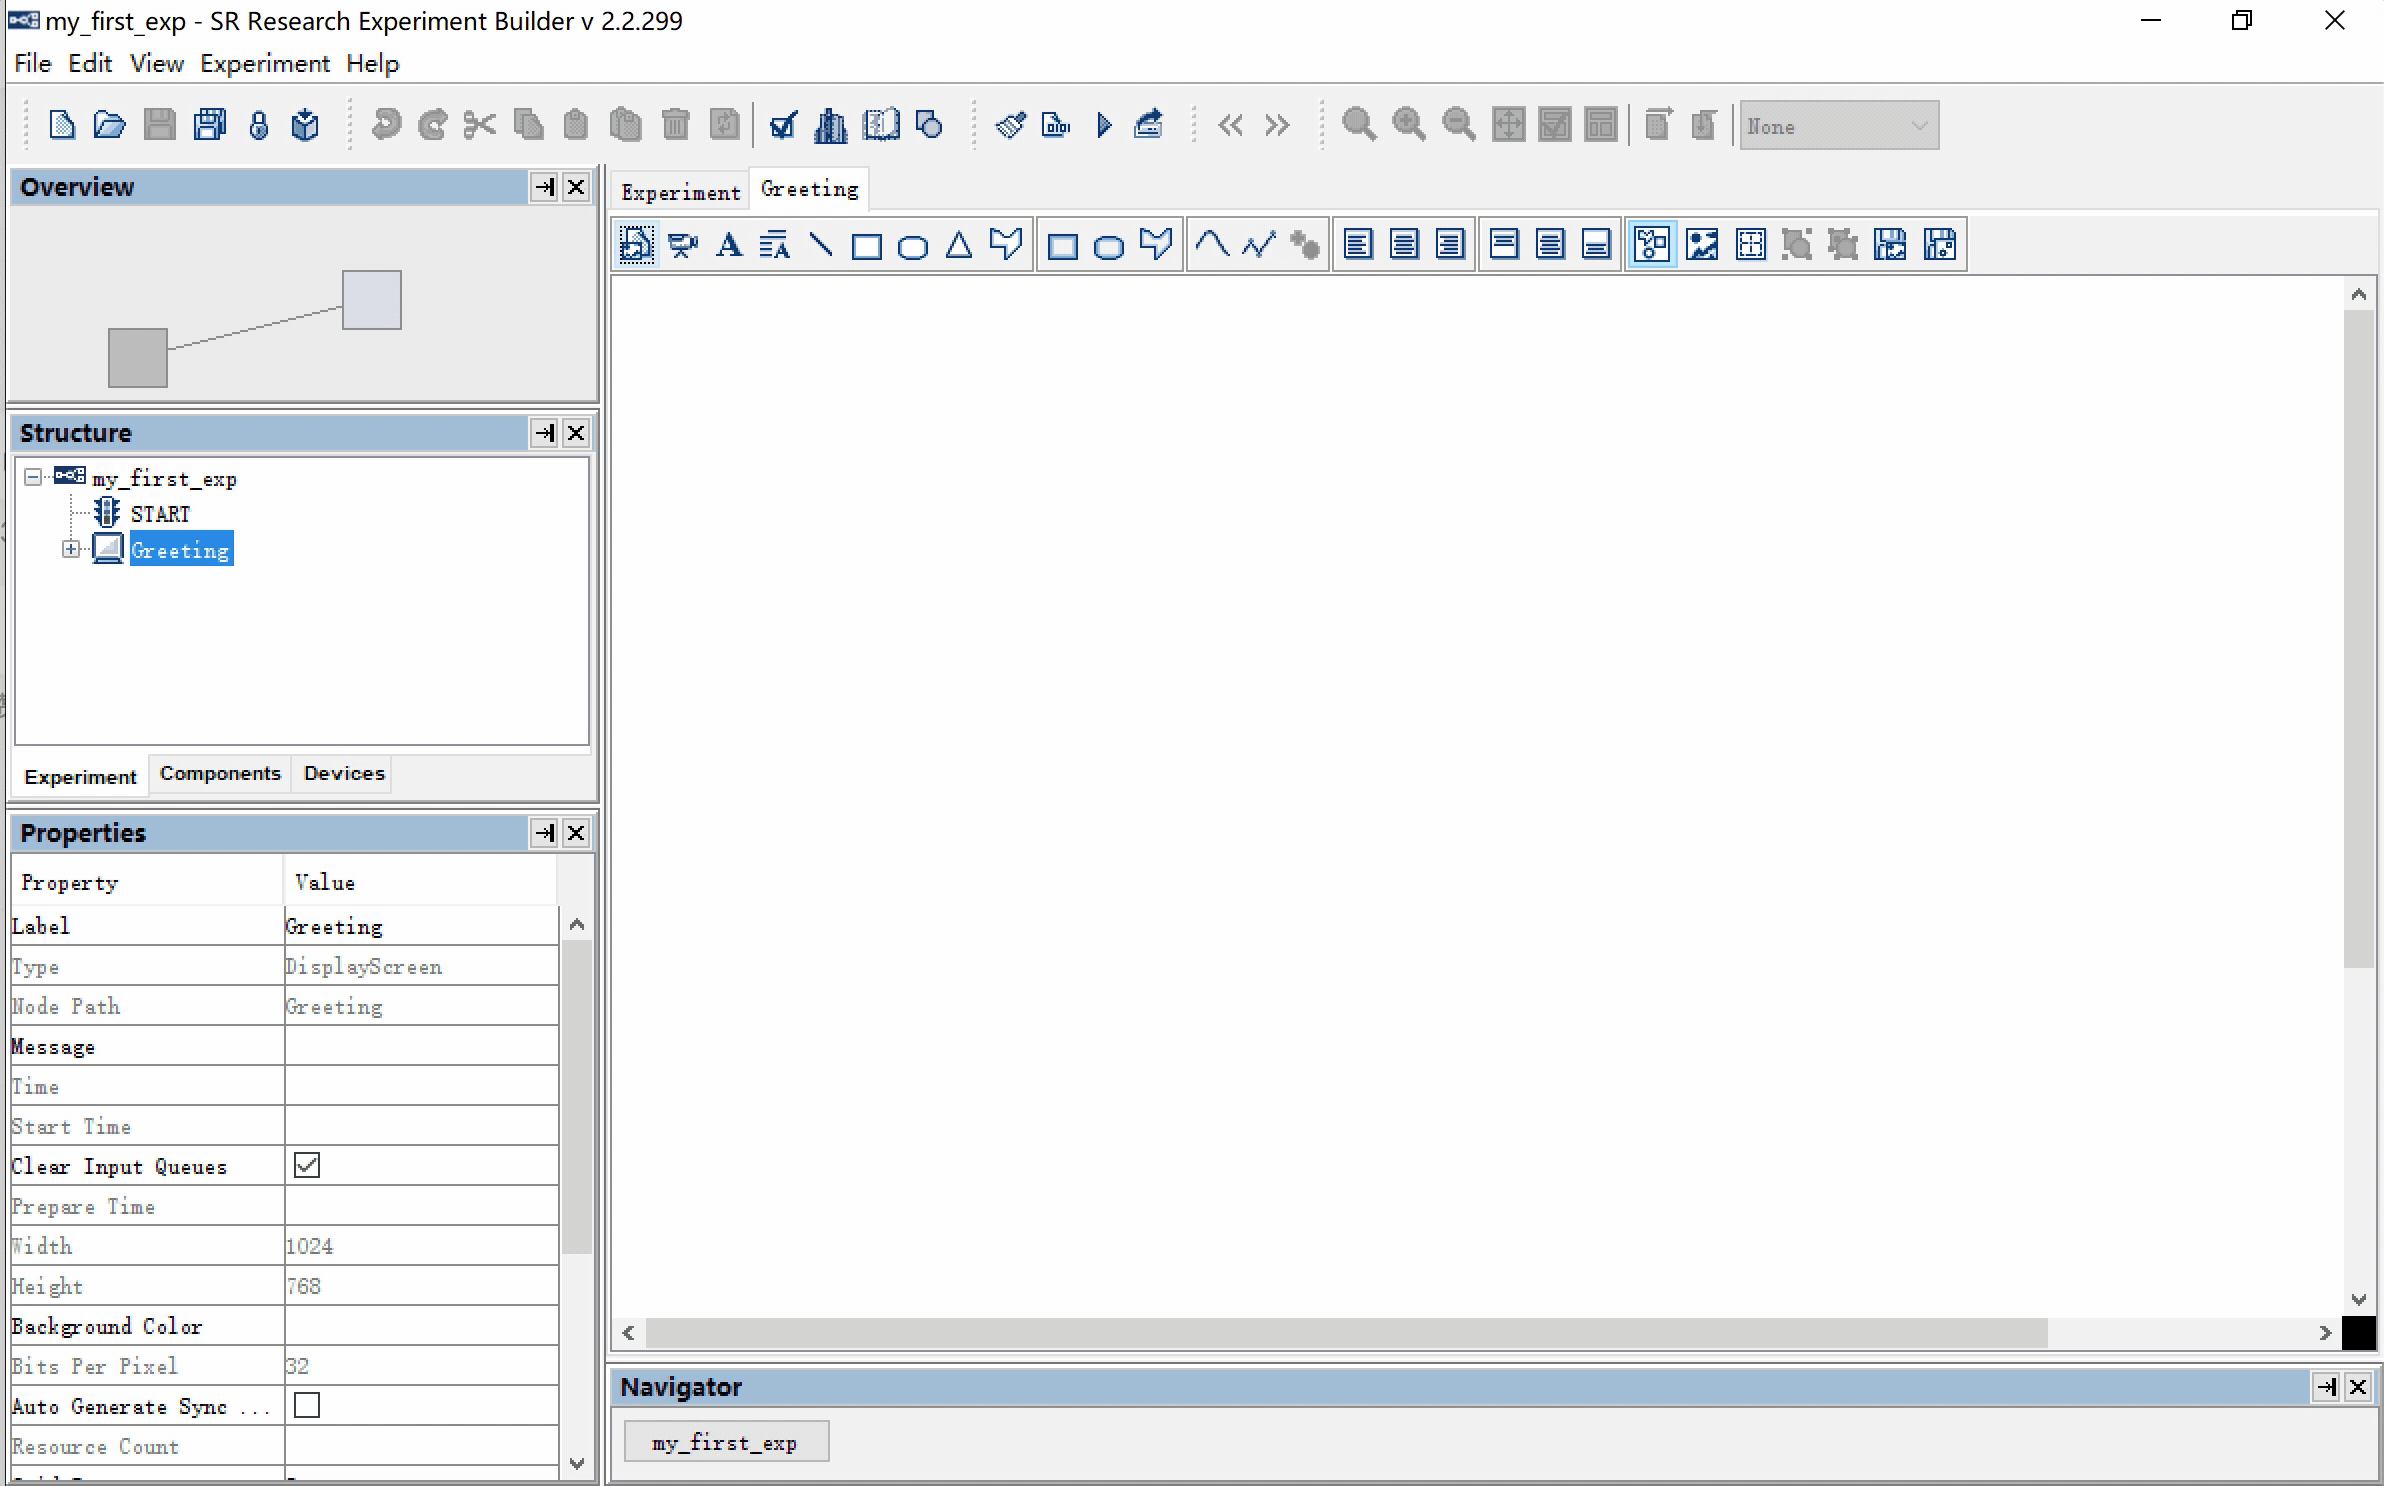 my_first_exp - SR Research Experiment Builder v 2.2.299
File Edit View Experiment Help
None
Overview
Experiment Greeting
Structure
my_first_exp
START
Greeting
Experiment Components Devices
Properties
Property Value
Label Greeting
Type DisplayScreen
Node Path Greeting
Message
Time
Start Time
Clear Input Queues
Prepare Time
Width 1024
Height 768
Background Color
Bits Per Pixel 32
Auto Generate Sync ...
Resource Count
Navigator
my_first_exp